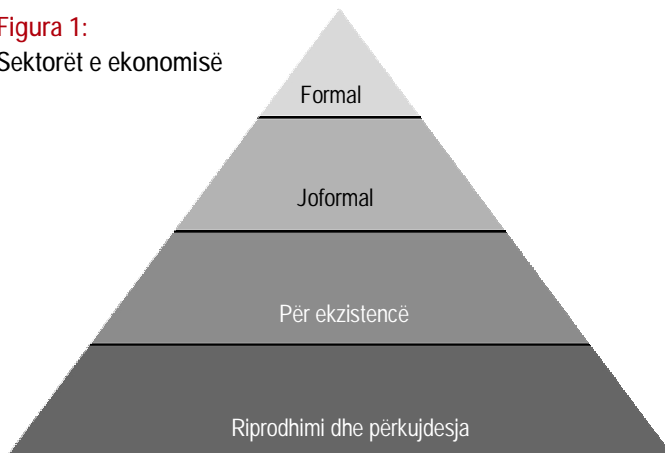 Figura 1:
Sektorët e ekonomisë
Formal
Joformal
Për ekzistencë
Riprodhimi dhe përkujdesja